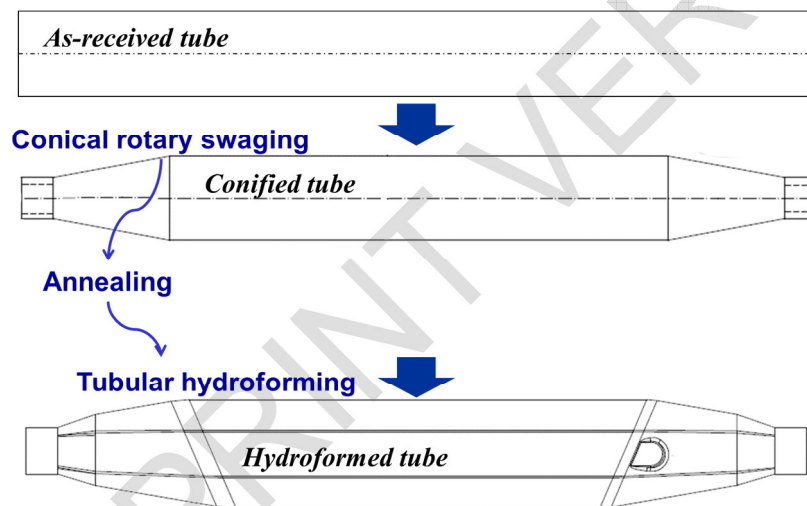 As-received tube
Conical rotary swaging
Conified tube
Annealing
Tubular hydroforming
Hydroformed tube
PRINT VER